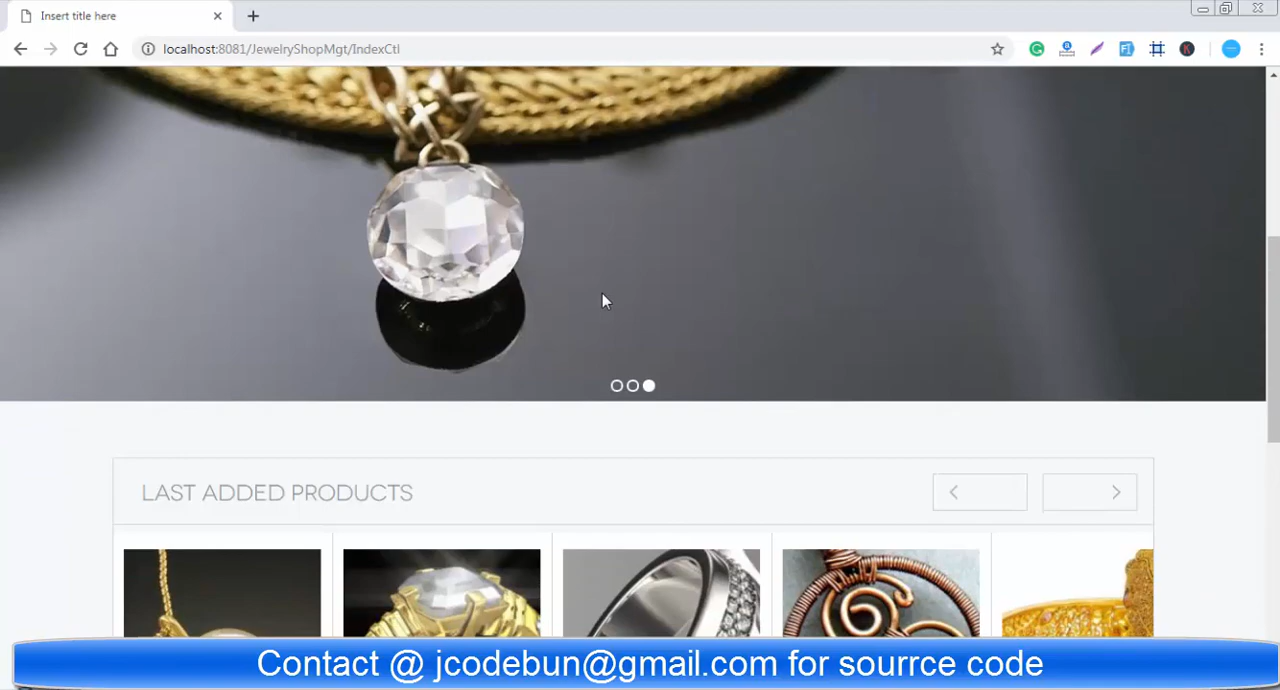 Insert title here
localhost:8081/JewelryShopMgt/IndexCtl
LAST ADDED PRODUCTS
Contact @ jcodebun@gmail.com for sourrce code